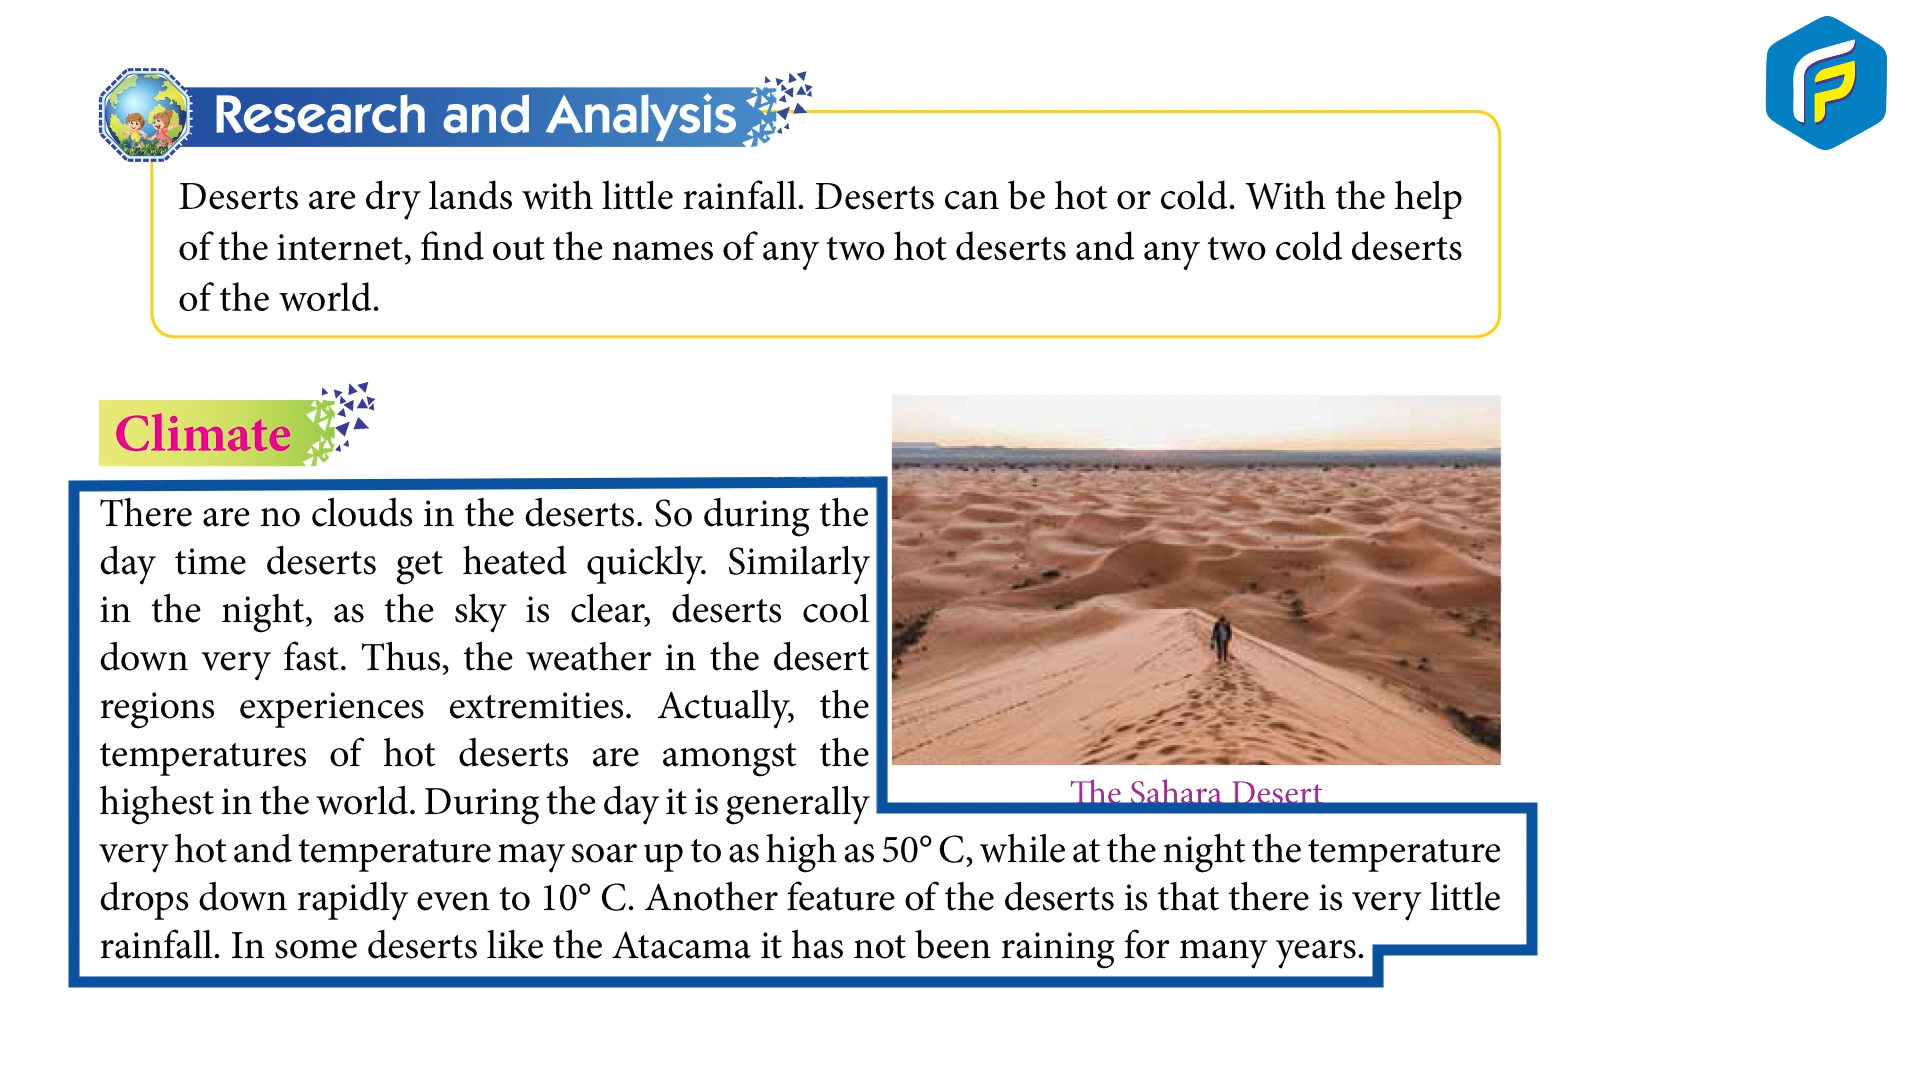 Research and Analysis
Deserts are dry lands with little rainfall. Deserts can be hot or cold. With the help
of the internet, find out the names of any two hot deserts and any two cold deserts
of the world.
Climate
There are no clouds in the deserts. So during the
day time deserts get heated quickly. Similarly
in the night, as the sky is clear, deserts cool
down very fast. Thus, the weather in the desert
regions experiences extremities. Actually, the
temperatures of hot deserts are amongst the
highest in the world. During the day it is generally
very hot and temperature may soar up to as high as 50° C, while at the night the temperature
drops down rapidly even to 10° C. Another feature of the deserts is that there is very little
rainfall. In some deserts like the Atacama it has not been raining for many years.
The Sahara Desert